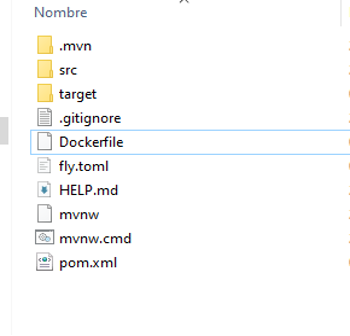 Nombre
.mvn
src
target
.gitignore
Dockerfile
fly.toml
HELP.md
mvnw
mvnw.cmd
pom.xml